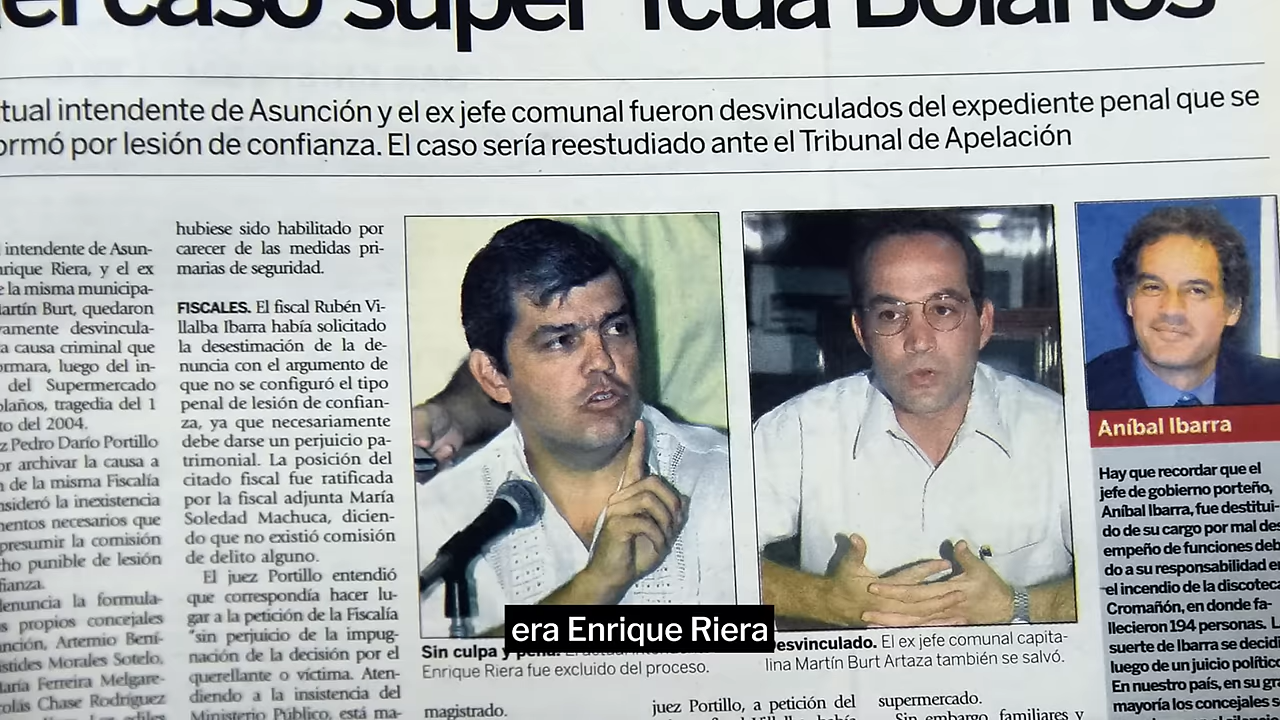 el caso súper Ycuá Bolaños
tual intendente de Asunción y el ex jefe comunal fueron desvinculados del expediente penal que se
ormó por lesión de confianza. El caso sería reestudiado ante el Tribunal de Apelación
intendente de Asun-
nrique Riera, y el ex
e la misma municipa-
artín Burt, quedaron
vamente desvincula-
a causa criminal que
ormara, luego del in-
del Supermercado
olaños, tragedia del 1
to del 2004.
z Pedro Darío Portillo
or archivar la causa a
n de la misma Fiscalía
nsideró la inexistencia
mentos necesarios que
presumir la comisión
cho punible de lesión
fianza.
denuncia la formula-
s propios concejales
nción, Artemio Bení-
ístides Morales Sotelo,
aría Ferreira Melgare-
colás Chase Rodríguez
hubiese sido habilitado por
carecer de las medidas pri-
marias de seguridad.
FISCALES. El fiscal Rubén Vi-
llalba Ibarra había solicitado
la desestimación de la de-
nuncia con el argumento de
que no se configuró el tipo
penal de lesión de confian-
za, ya que necesariamente
debe darse un perjuicio pa-
trimonial. La posición del
citado fiscal fue ratificada
por la fiscal adjunta María
Soledad Machuca, dicien-
do que no existió comisión
de delito alguno.
El juez Portillo entendió
que correspondía hacer lu-
gar a la petición de la Fiscalía
"sin perjuicio de la impug-
nación de la decisión por el
querellante o víctima. Aten-
diendo a la insistencia del
Ministerio Público, está ma-
Sin culpa y pena.
Enrique Riera fue excluido del proceso.
magistrado.
era Enrique Riera
Desvinculado. El ex jefe comunal capita-
lina Martín Burt Artaza también se salvó.
juez Portillo, a petición del
supermercado.
Sin embargo, familiares y
Aníbal Ibarra
Hay que recordar que el
jefe de gobierno porteño,
Aníbal Ibarra, fue destitui-
do de su cargo por mal des
empeño de funciones deb
do a su responsabilidad en
el incendio de la discoteca
Cromañón, en donde fa-
llecieron 194 personas. L
suerte de Ibarra se decidi
luego de un juicio político
En nuestro país, en su gra
mayoría los concejales s